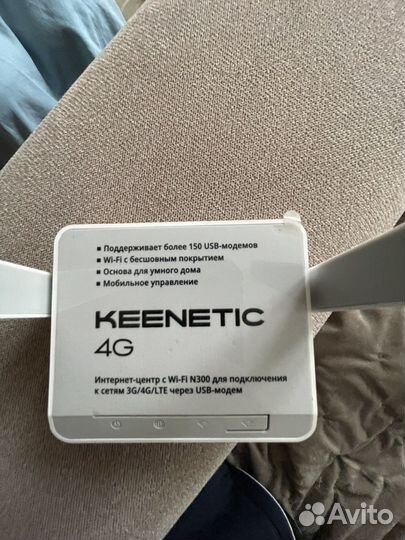 ▪ Поддерживает более 150 USB-модемов
▪ Wi-Fi с бесшовным покрытием
▪ Основа для умного дома
▪ Мобильное управление
KEENETIC
4G
Интернет-центр с Wi-Fi N300 для подключения
к сетям 3G/4G/LTE через USB-модем
Avito